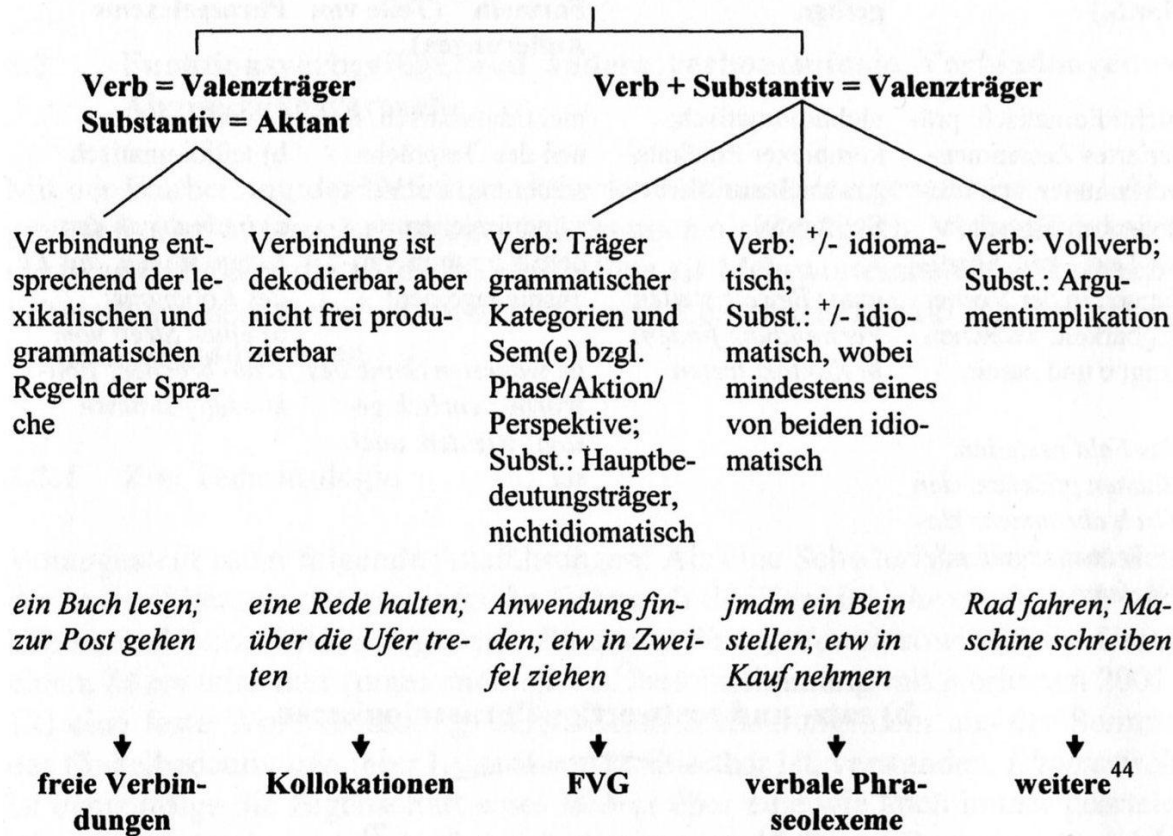 Verb = Valenzträger
Substantiv = Aktant
Verb + Substantiv = Valenzträger
Verbindung ent-
sprechend der le-
xikalischen und
grammatischen
Regeln der Spra-
che
Verbindung ist
dekodierbar, aber
nicht frei produ-
zierbar
Verb: Träger
grammatischer
Kategorien und
Sem(e) bzgl.
Phase/Aktion/
Perspektive;
Subst.: Hauptbe-
deutungsträger,
nichtidiomatisch
Verb: +/- idioma-
tisch;
Subst.: +/- idio-
matisch, wobei
mindestens eines
von beiden idio-
matisch
Verb: Vollverb;
Subst.: Argu-
mentimplikation
ein Buch lesen;
zur Post gehen
eine Rede halten;
über die Ufer tre-
ten
Anwendung fin-
den; etw in Zwei-
fel ziehen
jmdm ein Bein
stellen; etw in
Kauf nehmen
Rad fahren; Ma-
schine schreiben
freie Verbin-
dungen
Kollokationen
FVG
verbale Phra-
seolexeme
weitere 44